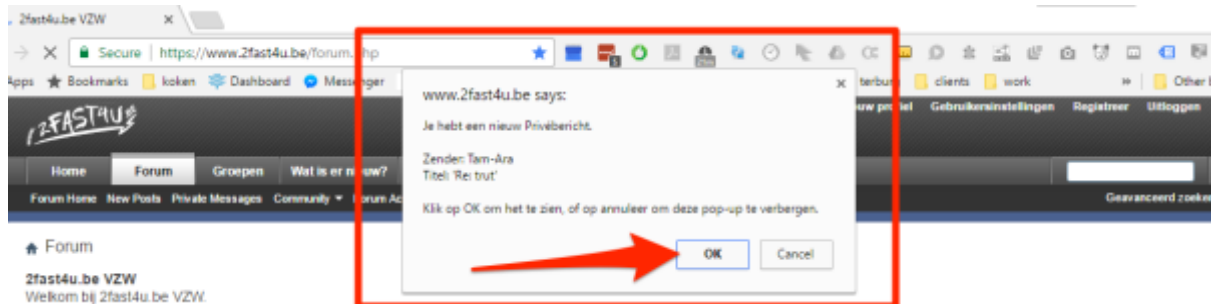 2fast4u.be VZW
Secure | https://www.2fast4u.be/forum.php
Apps Bookmarks koken Dashboard Messenger clients work Other
www.2fast4u.be says:
Je hebt een nieuw Privébericht.
Zender: Tam-Ara
Titel: 'Re: trut'
Klik op OK om het te zien, of op annuleer om deze pop-up te verbergen.
OK Cancel
2FAST4U
profiel Gebruikersinstellingen Registreer Uitloggen
Home Forum Groepen Wat is er nieuw?
Forum Home New Posts Private Messages Community Forum Geavanceerd zoeken
Forum
2fast4u.be VZW
Welkom bij 2fast4u.be VZW.